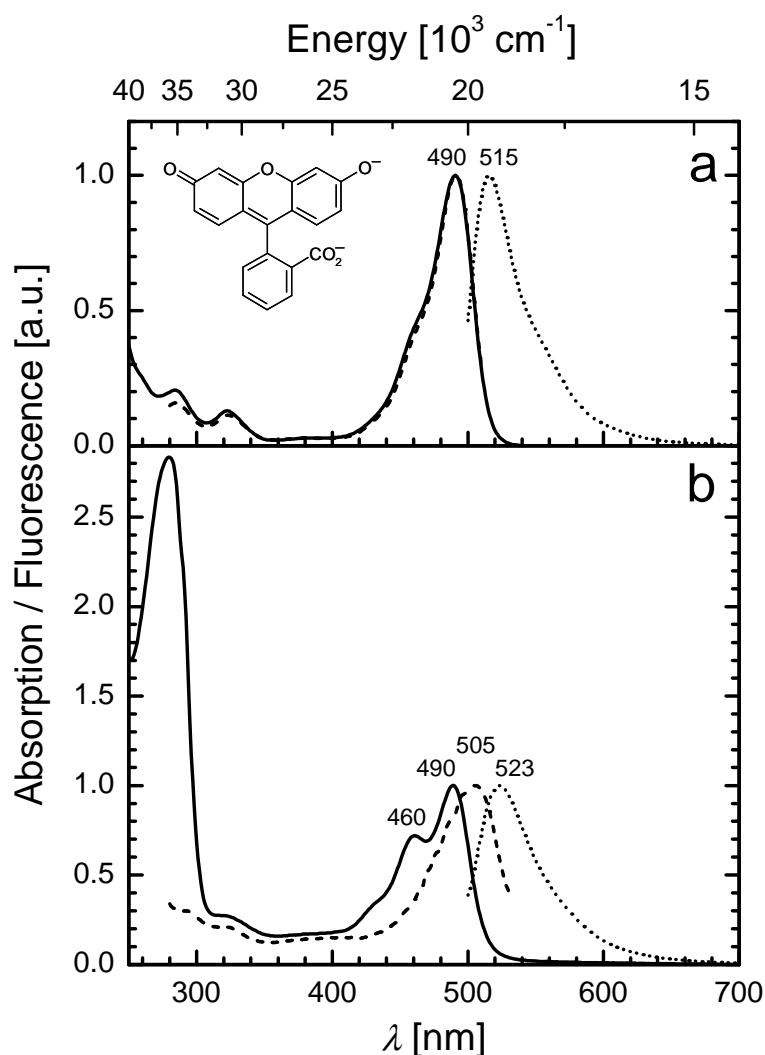 Energy [10³ cm⁻¹]
40 35 30 25 20 15
a
490 515
O O O⁻
CO₂⁻
1.0
0.5
0.0
Absorption / Fluorescence [a.u.]
b
2.5
2.0
1.5
1.0
0.5
0.0
505
490 523
460
300 400 500 600 700
λ [nm]